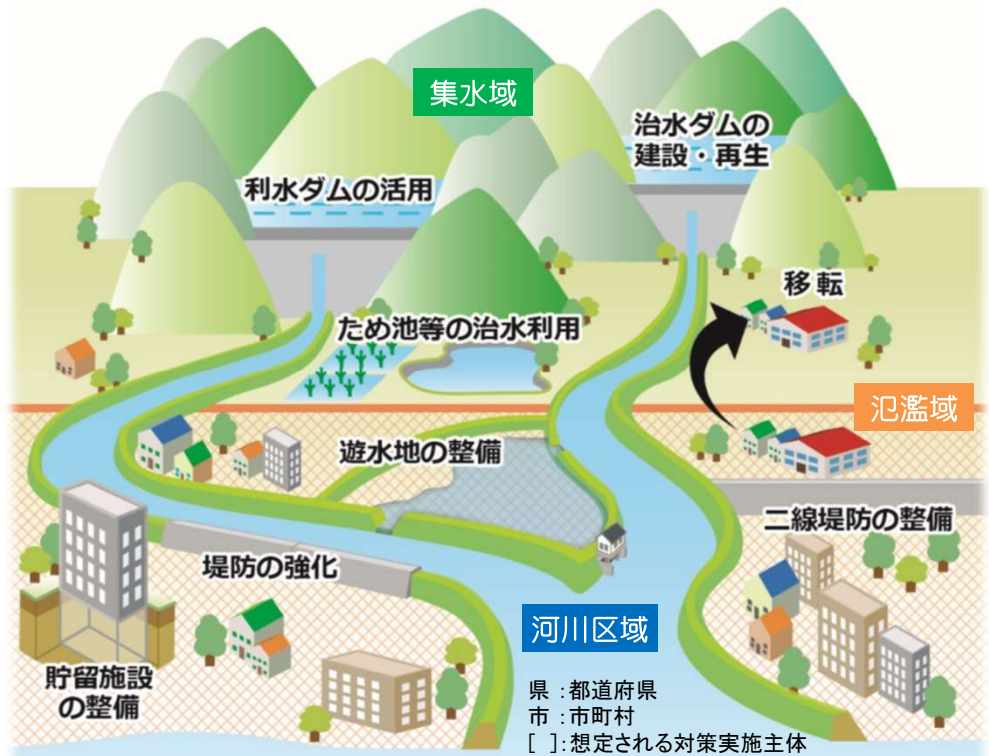 集水域
治水ダムの
建設・再生
利水ダムの活用
移転
ため池等の治水利用
氾濫域
遊水地の整備
二線堤防の整備
堤防の強化
河川区域
貯留施設
の整備
県：都道府県
市：市町村
[ ]：想定される対策実施主体